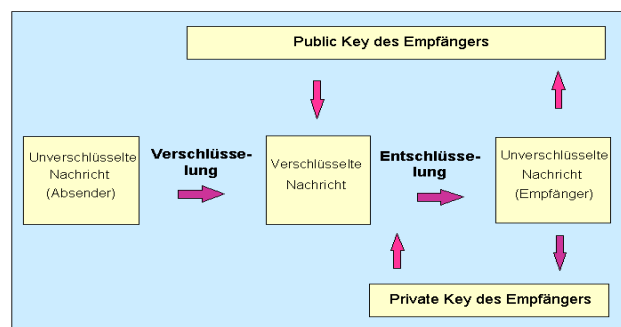 Public Key des Empfängers
Unverschlüsselte
Nachricht
(Absender)
Verschlüsse-
lung
Verschlüsselte
Nachricht
Entschlüsse-
lung
Unverschlüsselte
Nachricht
(Empfänger)
Private Key des Empfängers